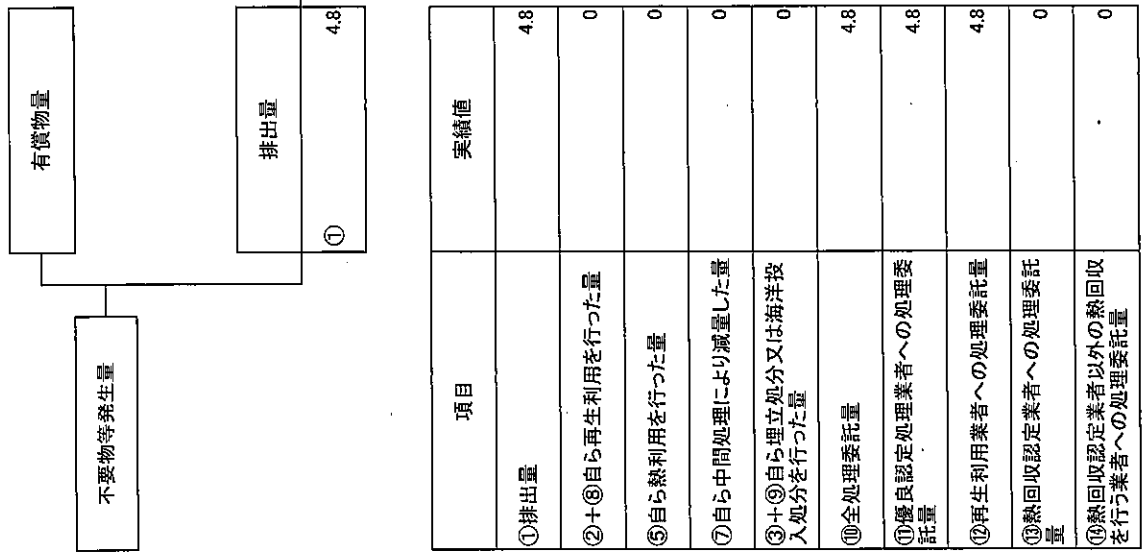 不要物等発生量
有償物量
排出量
① 4.8
項目 実績値
①排出量 4.8
②+⑧自ら再生利用を行った量 0
⑤自ら熱利用を行った量 0
⑦自ら中間処理により減量した量 0
③+⑨自ら埋立処分又は海洋投
入処分を行った量 0
⑩全処理委託量 4.8
⑪優良認定処理業者への処理委
託量 4.8
⑫再生利用業者への処理委託量 4.8
⑬熱回収認定業者への処理委託
量 0
⑭熱回収認定業者以外の熱回収
を行う業者への処理委託量 0